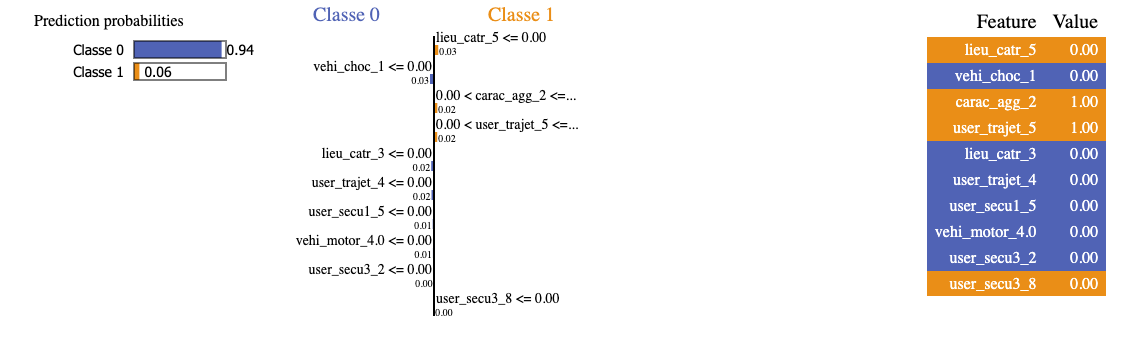 Prediction probabilities
Classe 0 0.94
Classe 1 0.06
Classe 0 Classe 1
lieu_catr_5 <= 0.00
0.03
vehi_choc_1 <= 0.00
0.03
0.00 < carac_agg_2 <=...
0.02
0.00 < user_trajet_5 <=...
0.02
lieu_catr_3 <= 0.00
0.02
user_trajet_4 <= 0.00
0.02
user_secu1_5 <= 0.00
0.01
vehi_motor_4.0 <= 0.00
0.01
user_secu3_2 <= 0.00
0.00
user_secu3_8 <= 0.00
0.00
Feature Value
lieu_catr_5 0.00
vehi_choc_1 0.00
carac_agg_2 1.00
user_trajet_5 1.00
lieu_catr_3 0.00
user_trajet_4 0.00
user_secu1_5 0.00
vehi_motor_4.0 0.00
user_secu3_2 0.00
user_secu3_8 0.00